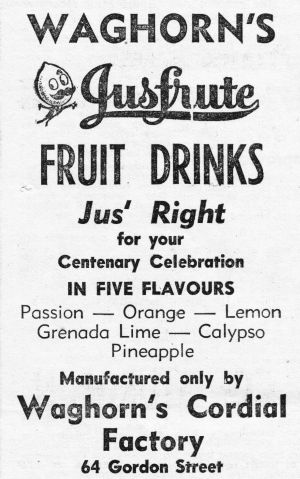 WAGHORN'S
Jusfrute
FRUIT DRINKS
Jus' Right
for your
Centenary Celebration
IN FIVE FLAVOURS
Passion — Orange — Lemon
Grenada Lime — Calypso
Pineapple
Manufactured only by
Waghorn's Cordial
Factory
64 Gordon Street